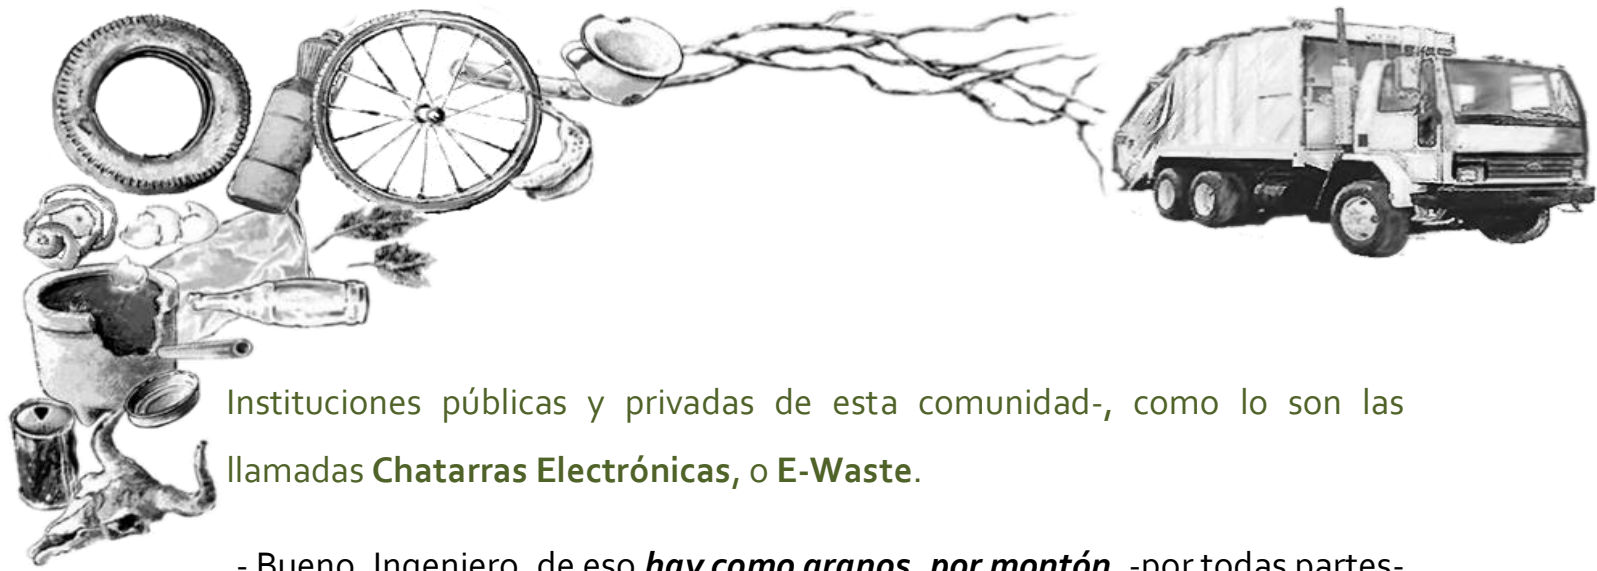 Instituciones públicas y privadas de esta comunidad-, como lo son las
llamadas Chatarras Electrónicas, o E-Waste.
- Bueno, Ingeniero, de eso hay como granos, por montón, -por todas partes-